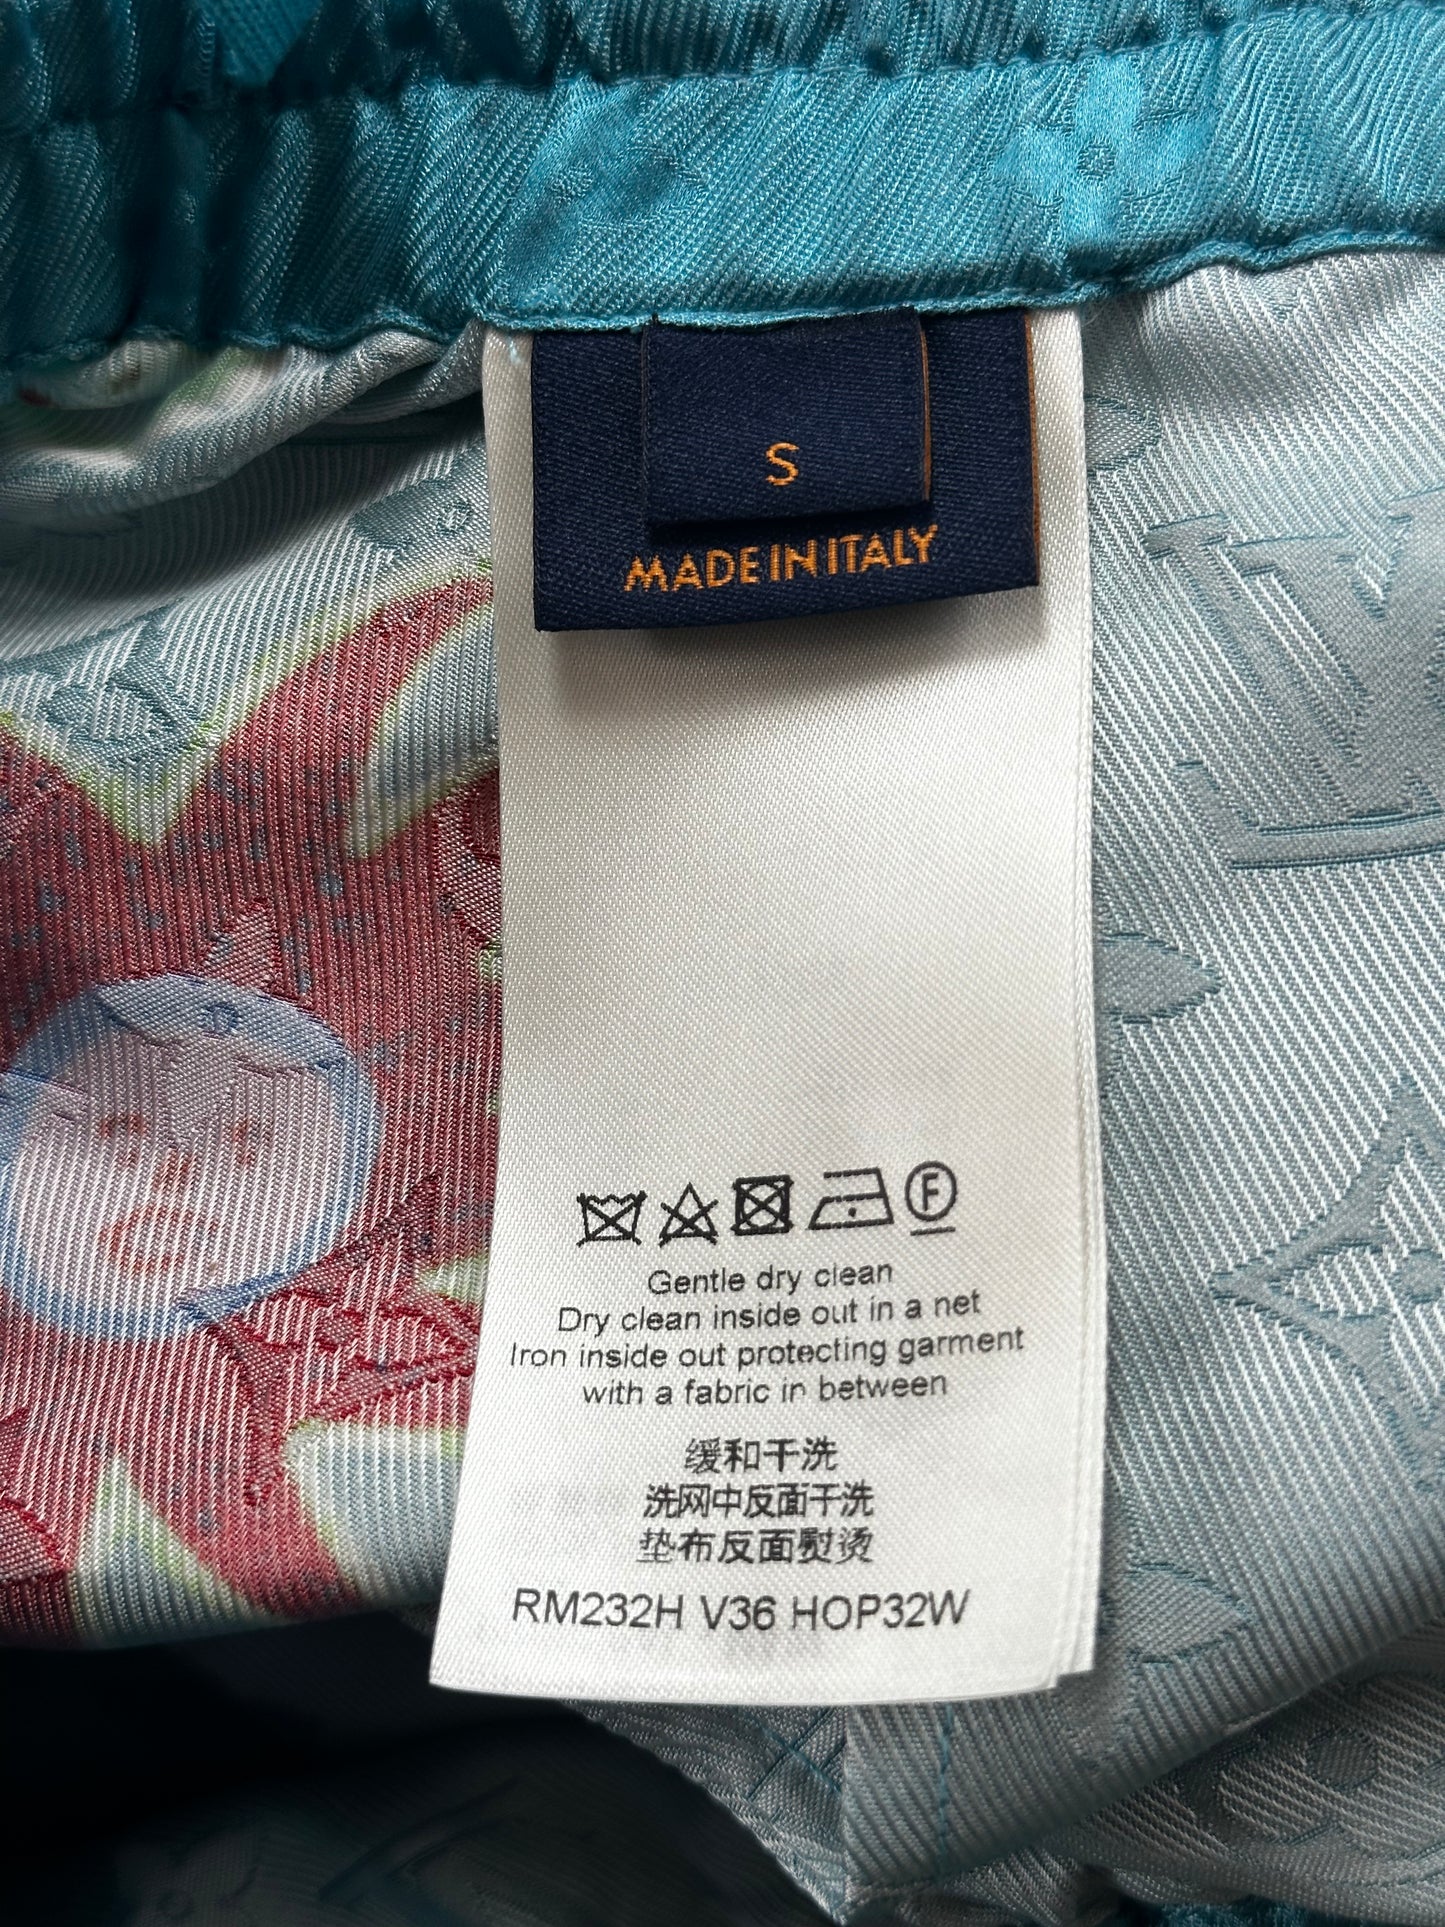 S
MADE IN ITALY
F
Gentle dry clean
Dry clean inside out in a net
Iron inside out protecting garment
with a fabric in between
缓和干洗
洗网中反面干洗
垫布反面熨烫
RM232H V36 HOP32W
LV